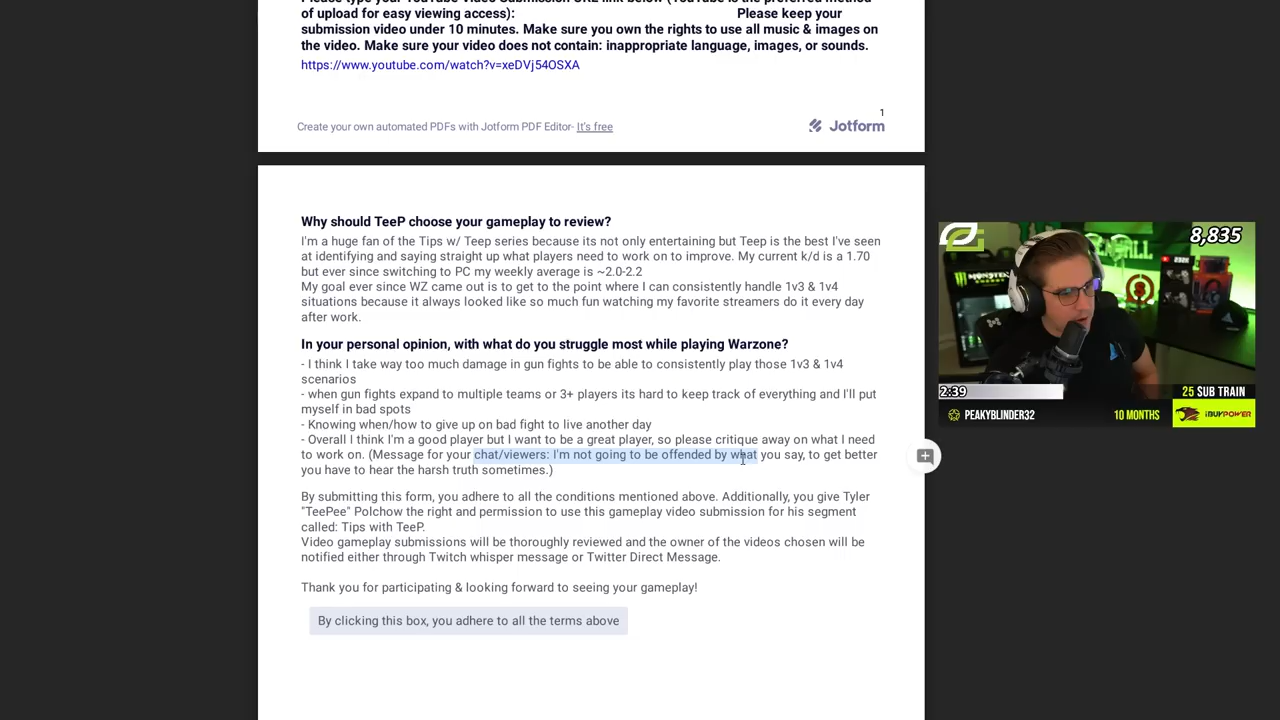 Please type your YouTube Video Submission URL link below (YouTube is the preferred method
of upload for easy viewing access): Please keep your
submission video under 10 minutes. Make sure you own the rights to use all music & images on
the video. Make sure your video does not contain: inappropriate language, images, or sounds.
https://www.youtube.com/watch?v=xeDVj54OSXA
1
Create your own automated PDFs with Jotform PDF Editor- It's free
Jotform
Why should TeeP choose your gameplay to review?
I'm a huge fan of the Tips w/ Teep series because its not only entertaining but Teep is the best I've seen
at identifying and saying straight up what players need to work on to improve. My current k/d is a 1.70
but ever since switching to PC my weekly average is ~2.0-2.2
My goal ever since WZ came out is to get to the point where I can consistently handle 1v3 & 1v4
situations because it always looked like so much fun watching my favorite streamers do it every day
after work.
In your personal opinion, with what do you struggle most while playing Warzone?
- I think I take way too much damage in gun fights to be able to consistently play those 1v3 & 1v4
scenarios
- when gun fights expand to multiple teams or 3+ players its hard to keep track of everything and I'll put
myself in bad spots
- Knowing when/how to give up on bad fight to live another day
- Overall I think I'm a good player but I want to be a great player, so please critique away on what I need
to work on. (Message for your chat/viewers: I'm not going to be offended by what you say, to get better
you have to hear the harsh truth sometimes.)
By submitting this form, you adhere to all the conditions mentioned above. Additionally, you give Tyler
"TeePee" Polchow the right and permission to use this gameplay video submission for his segment
called: Tips with TeeP.
Video gameplay submissions will be thoroughly reviewed and the owner of the videos chosen will be
notified either through Twitch whisper message or Twitter Direct Message.
Thank you for participating & looking forward to seeing your gameplay!
By clicking this box, you adhere to all the terms above
8,835
MONSTER
2:39
25 SUB TRAIN
PEAKYBLINDER32
10 MONTHS
iBUYPOWER